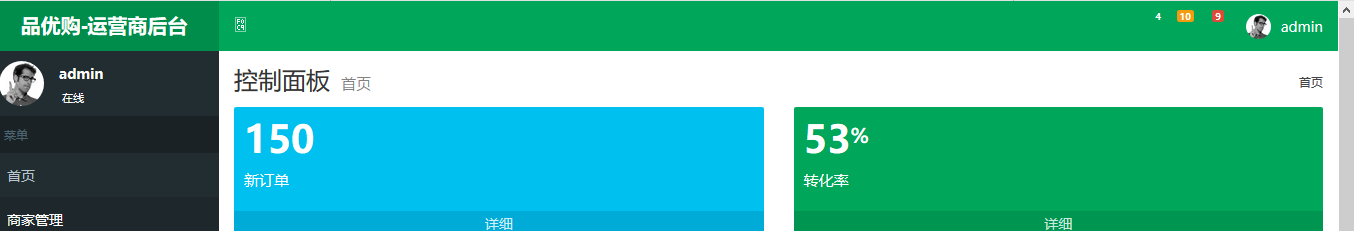 品优购-运营商后台
4 10 9 admin
admin
在线
菜单
首页
商家管理
控制面板 首页
首页
150
新订单
详细
53%
转化率
详细